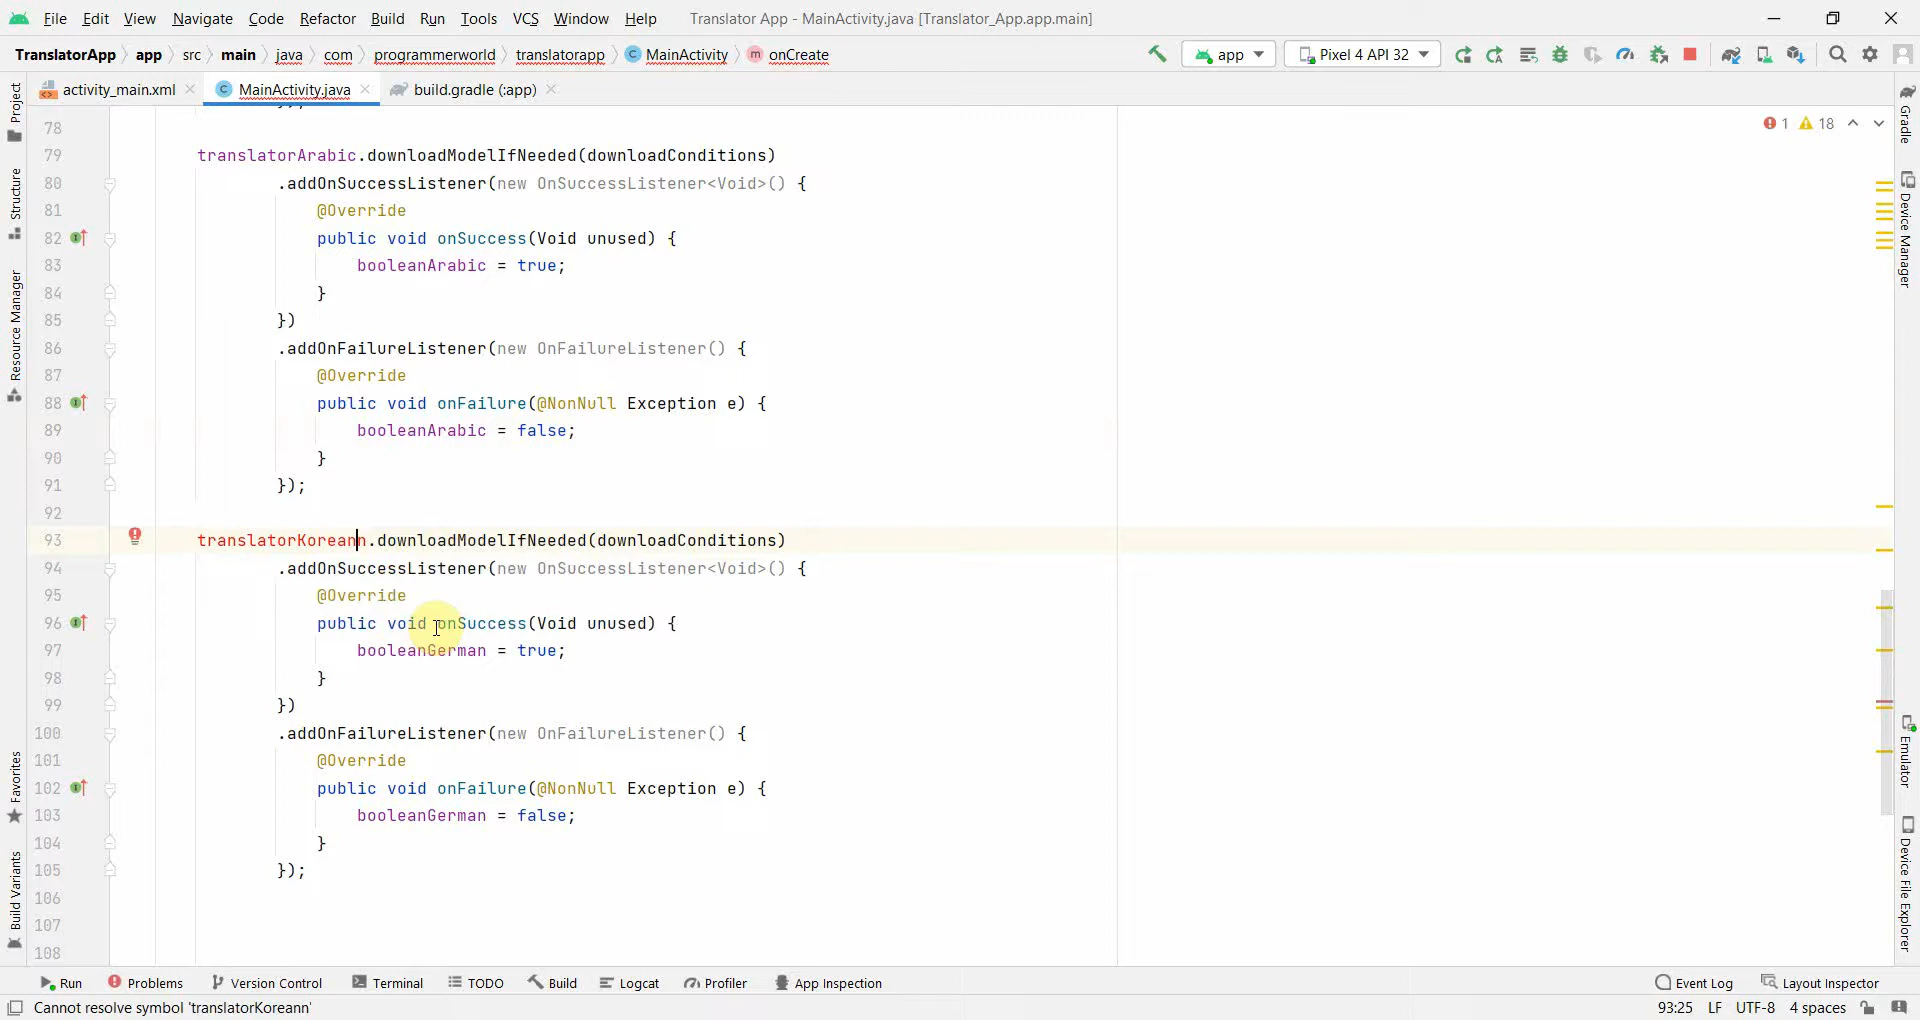 File Edit View Navigate Code Refactor Build Run Tools VCS Window Help Translator App - MainActivity.java [Translator_App.app.main]
TranslatorApp app src main java com programmerworld translatorapp C MainActivity m onCreate app Pixel 4 API 32
activity_main.xml C MainActivity.java build.gradle (:app)
1 18
78
79 translatorArabic.downloadModelIfNeeded(downloadConditions)
80 .addOnSuccessListener(new OnSuccessListener<Void>() {
81 @Override
82 public void onSuccess(Void unused) {
83 booleanArabic = true;
84 }
85 })
86 .addOnFailureListener(new OnFailureListener() {
87 @Override
88 public void onFailure(@NonNull Exception e) {
89 booleanArabic = false;
90 }
91 });
92
93 translatorKoreann.downloadModelIfNeeded(downloadConditions)
94 .addOnSuccessListener(new OnSuccessListener<Void>() {
95 @Override
96 public void onSuccess(Void unused) {
97 booleanGerman = true;
98 }
99 })
100 .addOnFailureListener(new OnFailureListener() {
101 @Override
102 public void onFailure(@NonNull Exception e) {
103 booleanGerman = false;
104 }
105 });
106
107
108
Project
Structure
Resource Manager
Favorites
Build Variants
Gradle
Device Manager
Emulator
Device File Explorer
Run Problems Version Control Terminal TODO Build Logcat Profiler App Inspection Event Log Layout Inspector
Cannot resolve symbol 'translatorKoreann' 93:25 LF UTF-8 4 spaces